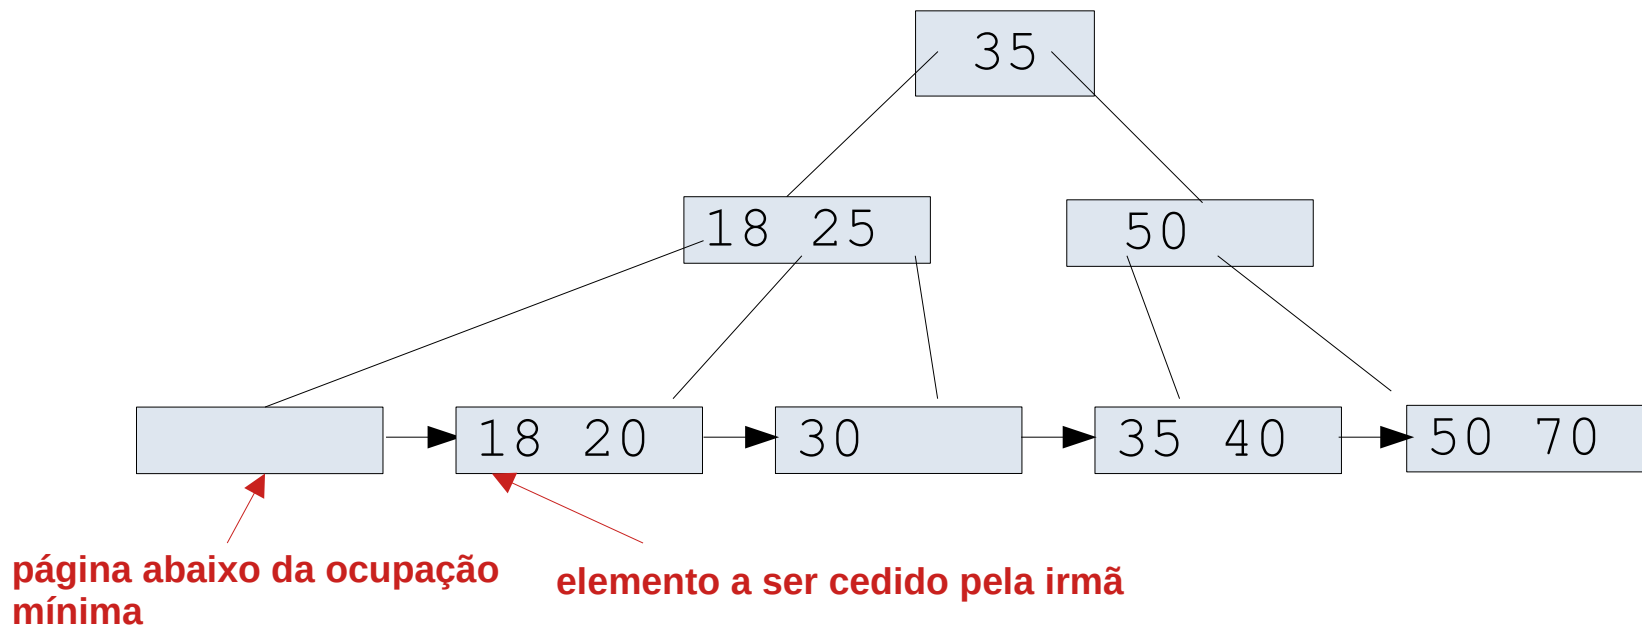 35
18 25
50
18 20
30
35 40
50 70
página abaixo da ocupação
mínima
elemento a ser cedido pela irmã